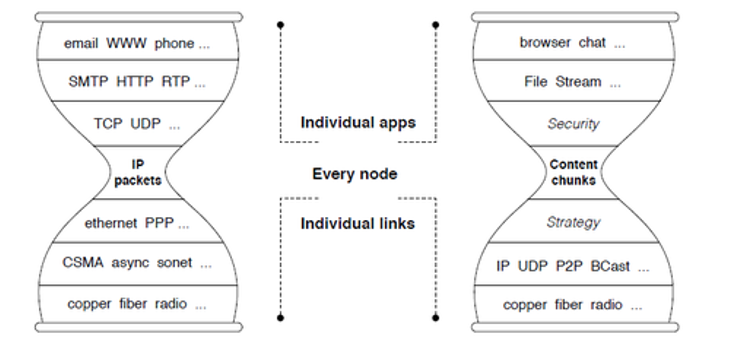 email WWW phone ...
SMTP HTTP RTP ...
TCP UDP ...
IP
packets
ethernet PPP ...
CSMA async sonet ...
copper fiber radio ...
Individual apps
Every node
Individual links
browser chat ...
File Stream ...
Security
Content
chunks
Strategy
IP UDP P2P BCast ...
copper fiber radio ...